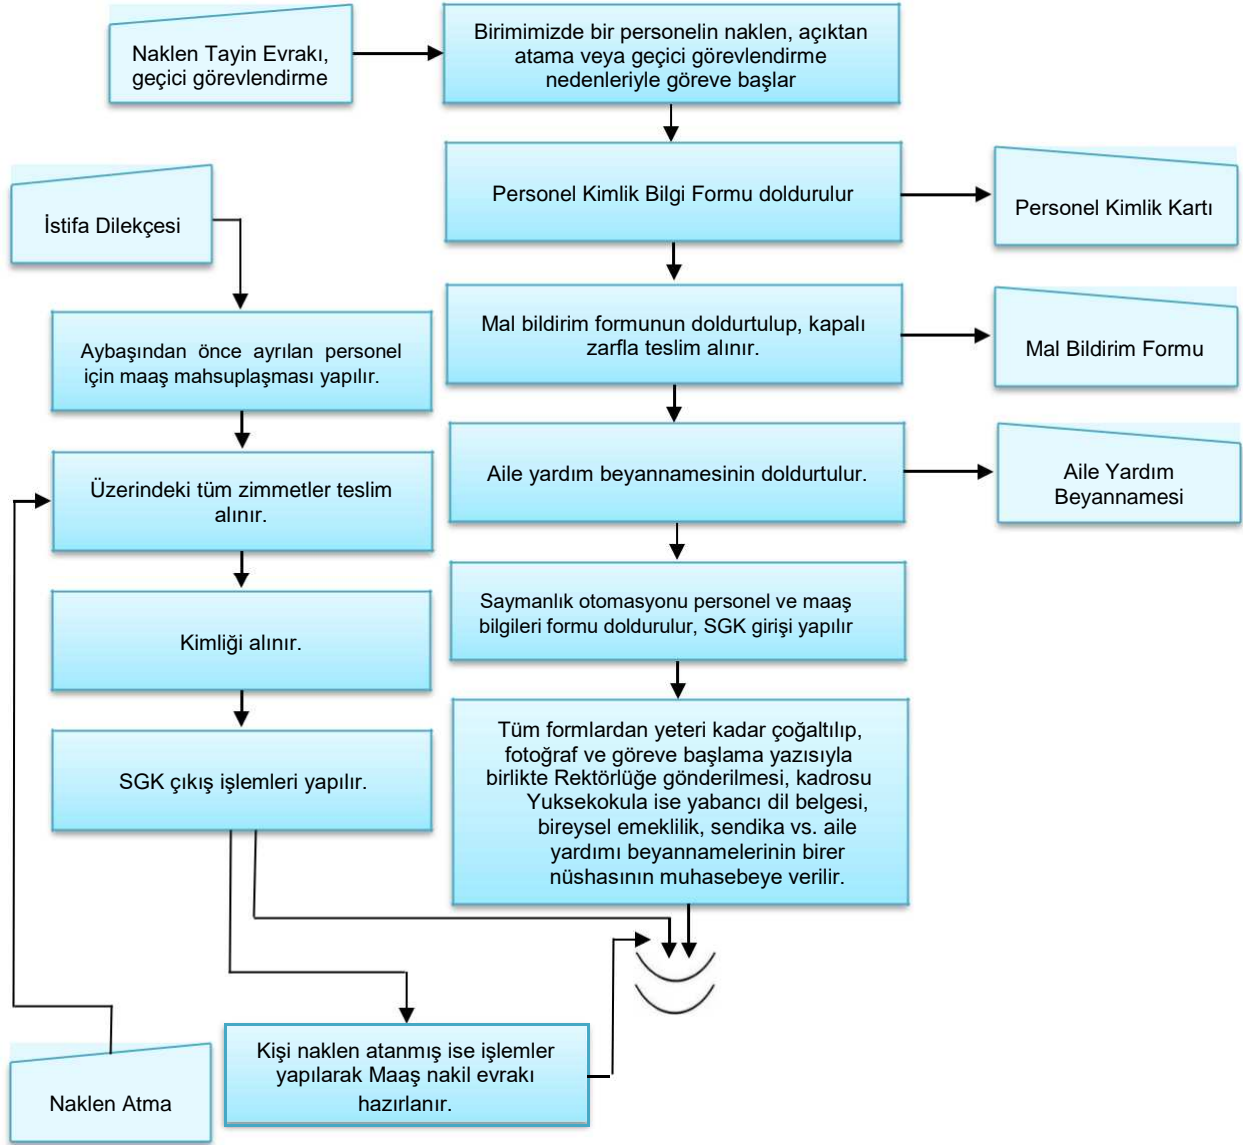 Naklen Tayin Evrakı,
geçici görevlendirme
Birimimizde bir personelin naklen, açıktan
atama veya geçici görevlendirme
nedenleriyle göreve başlar
Personel Kimlik Bilgi Formu doldurulur
Personel Kimlik Kartı
İstifa Dilekçesi
Mal bildirim formunun doldurtulup, kapalı
zarfla teslim alınır.
Mal Bildirim Formu
Aybaşından önce ayrılan personel
için maaş mahsuplaşması yapılır.
Aile yardım beyannamesinin doldurtulur.
Aile Yardım
Beyannamesi
Üzerindeki tüm zimmetler teslim
alınır.
Saymanlık otomasyonu personel ve maaş
bilgileri formu doldurulur, SGK girişi yapılır
Kimliği alınır.
Tüm formlardan yeteri kadar çoğaltılıp,
fotoğraf ve göreve başlama yazısıyla
birlikte Rektörlüğe gönderilmesi, kadrosu
Yuksekokula ise yabancı dil belgesi,
bireysel emeklilik, sendika vs. aile
yardımı beyannamelerinin birer
nüshasının muhasebeye verilir.
SGK çıkış işlemleri yapılır.
Kişi naklen atanmış ise işlemler
yapılarak Maaş nakil evrakı
hazırlanır.
Naklen Atma